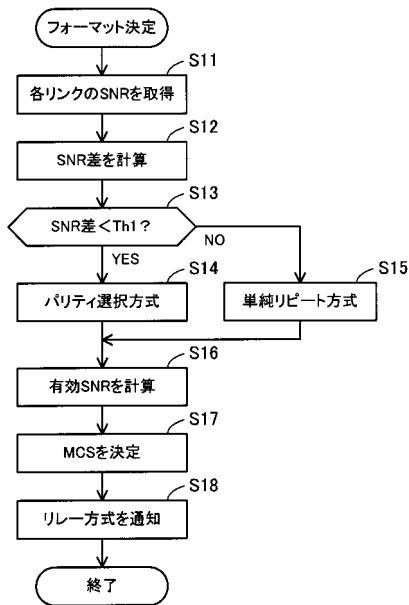 フォーマット決定
S11
各リンクのSNRを取得
S12
SNR差を計算
S13
SNR差<Th1?
NO
YES
S14
パリティ選択方式
S15
単純リピート方式
S16
有効SNRを計算
S17
MCSを決定
S18
リレー方式を通知
終了